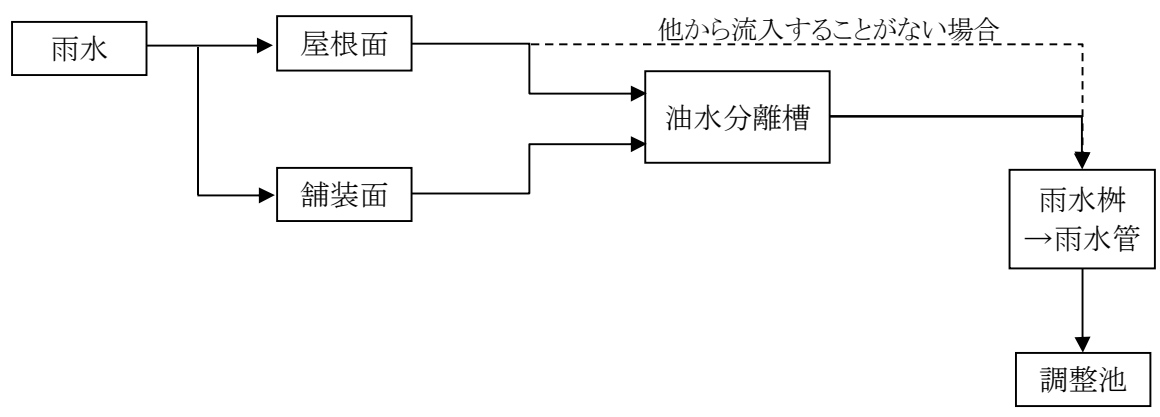 他から流入することがない場合
雨水
屋根面
油水分離槽
舗装面
雨水桝
→雨水管
調整池